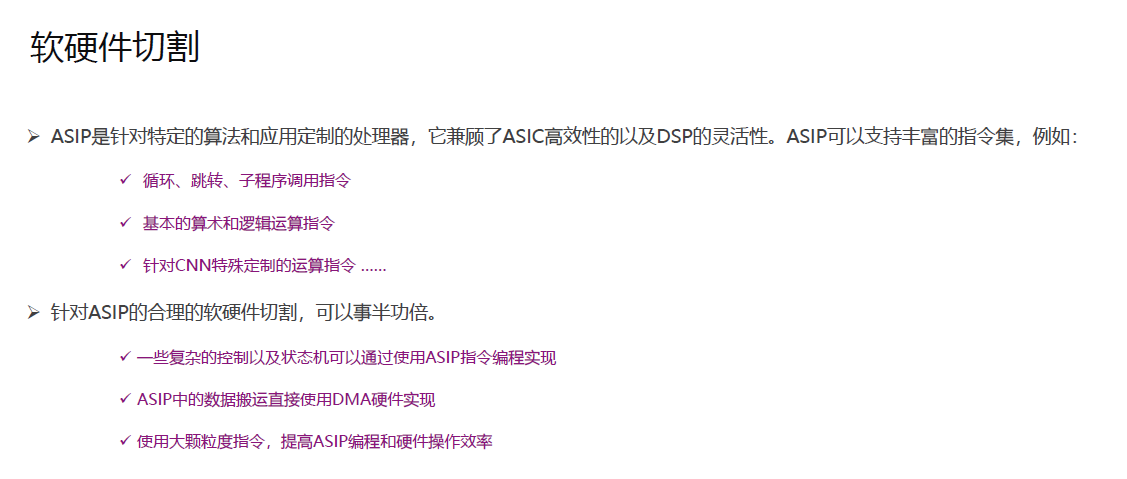 软硬件切割
ASIP是针对特定的算法和应用定制的处理器，它兼顾了ASIC高效性的以及DSP的灵活性。ASIP可以支持丰富的指令集，例如：
循环、跳转、子程序调用指令
基本的算术和逻辑运算指令
针对CNN特殊定制的运算指令 ……
针对ASIP的合理的软硬件切割，可以事半功倍。
一些复杂的控制以及状态机可以通过使用ASIP指令编程实现
ASIP中的数据搬运直接使用DMA硬件实现
使用大颗粒度指令，提高ASIP编程和硬件操作效率